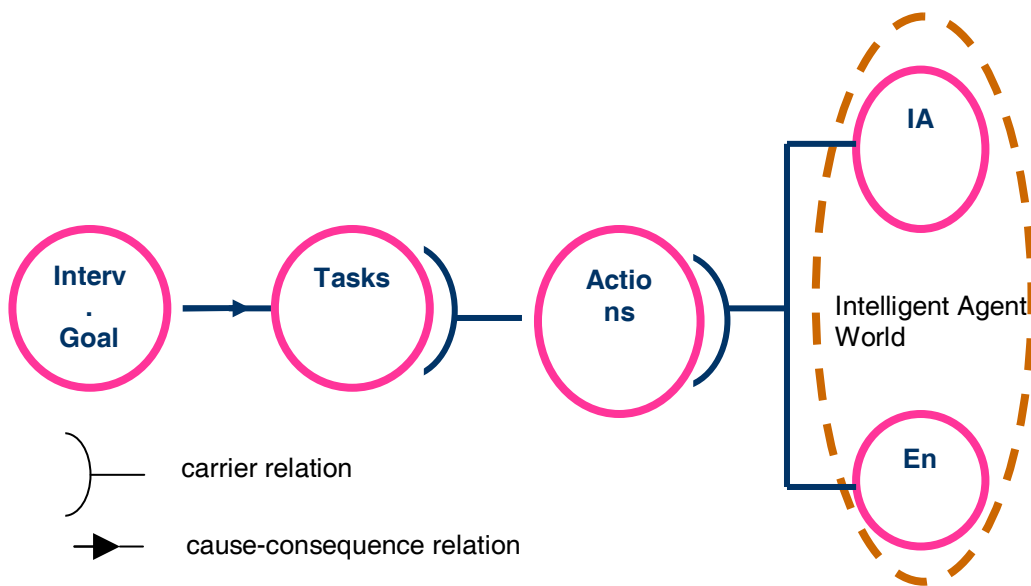 Interv
.
Goal
Tasks
Actio
ns
IA
Intelligent Agent
World
En
carrier relation
cause-consequence relation